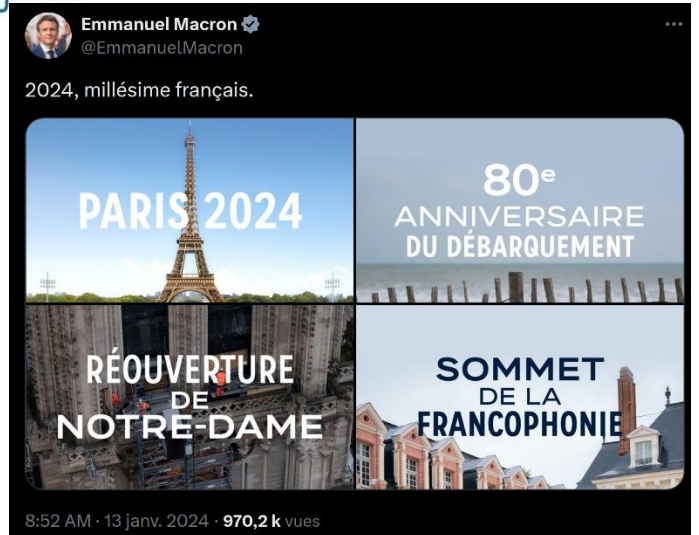 Emmanuel Macron
@EmmanuelMacron
2024, millésime français.
PARIS 2024
80e
ANNIVERSAIRE
DU DÉBARQUEMENT
RÉOUVERTURE
DE
NOTRE-DAME
SOMMET
DE LA
FRANCOPHONIE
8:52 AM · 13 janv. 2024 · 970,2 k vues